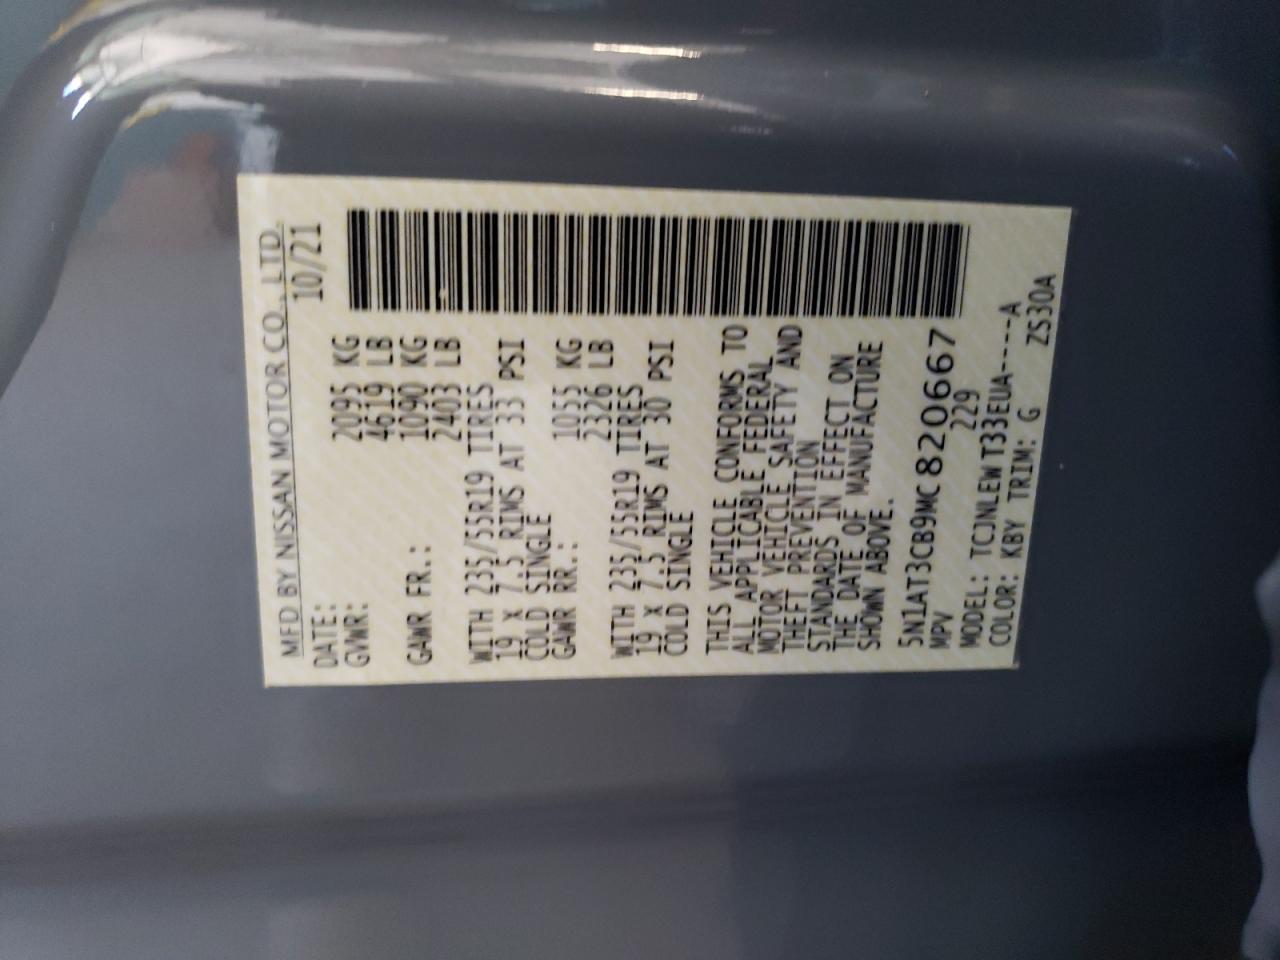 MFD BY NISSAN MOTOR CO., LTD.
DATE: 10/21
GVWR: 2095 KG
4619 LB
GAWR FR.: 1090 KG
2403 LB
WITH 235/55R19 TIRES
19 X 7.5 RIMS AT 33 PSI
COLD SINGLE
GAWR RR.: 1055 KG
2326 LB
WITH 235/55R19 TIRES
19 X 7.5 RIMS AT 30 PSI
COLD SINGLE
THIS VEHICLE CONFORMS TO
ALL APPLICABLE FEDERAL
MOTOR VEHICLE SAFETY AND
THEFT PREVENTION
STANDARDS IN EFFECT ON
THE DATE OF MANUFACTURE
SHOWN ABOVE.
5N1AT3CB9MC820667
MPV 229
MODEL: TCJNLEW T33EUA----A
COLOR: KBY TRIM: G ZS30A